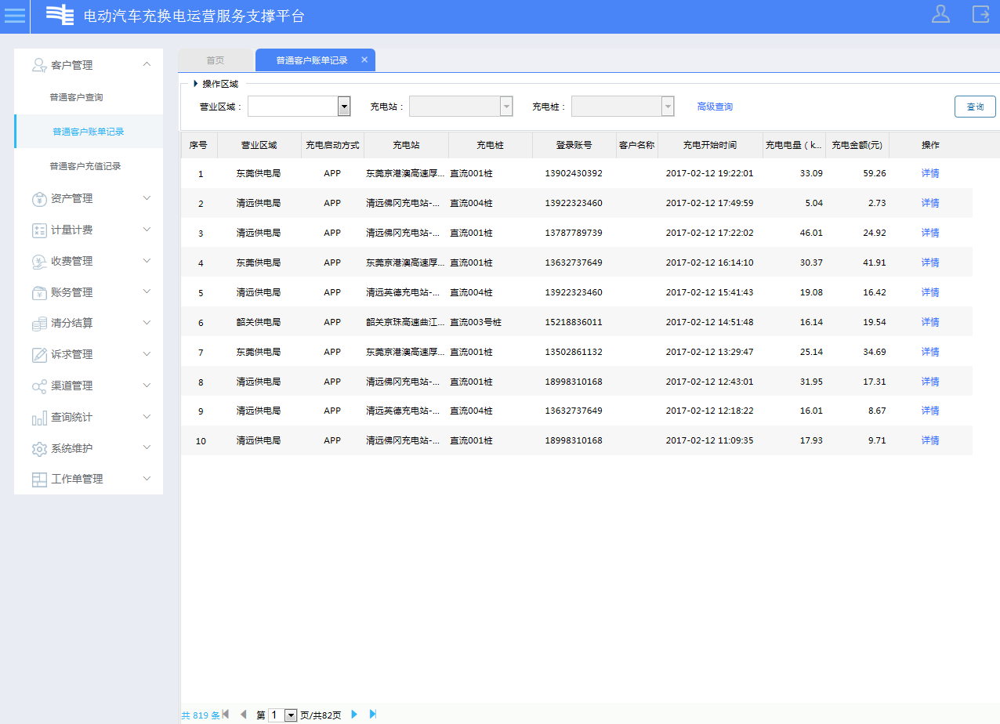 电动汽车充换电运营服务支撑平台
客户管理
普通客户查询
普通客户账单记录
普通客户充值记录
资产管理
计量计费
收费管理
账务管理
清分结算
诉求管理
渠道管理
查询统计
系统维护
工作单管理
首页 普通客户账单记录 ×
操作区域
营业区域： 充电站： 充电桩： 高级查询 查询
序号 营业区域 充电启动方式 充电站 充电桩 登录账号 客户名称 充电开始时间 充电电量（k... 充电金额(元) 操作
1 东莞供电局 APP 东莞京港澳高速厚... 直流001桩 13902430392 2017-02-12 19:22:01 33.09 59.26 详情
2 清远供电局 APP 清远佛冈充电站-... 直流004桩 13922323460 2017-02-12 17:49:59 5.04 2.73 详情
3 清远供电局 APP 清远佛冈充电站-... 直流001桩 13787789739 2017-02-12 17:22:02 46.01 24.92 详情
4 东莞供电局 APP 东莞京港澳高速厚... 直流001桩 13632737649 2017-02-12 16:14:10 30.37 41.91 详情
5 清远供电局 APP 清远英德充电站-... 直流004桩 13922323460 2017-02-12 15:41:43 19.08 16.42 详情
6 韶关供电局 APP 韶关京珠高速曲江... 直流003号桩 15218836011 2017-02-12 14:51:48 16.14 19.54 详情
7 东莞供电局 APP 东莞京港澳高速厚... 直流001桩 13502861132 2017-02-12 13:29:47 25.14 34.69 详情
8 清远供电局 APP 清远佛冈充电站-... 直流001桩 18998310168 2017-02-12 12:43:01 31.95 17.31 详情
9 清远供电局 APP 清远英德充电站-... 直流004桩 13632737649 2017-02-12 12:18:22 16.01 8.67 详情
10 清远供电局 APP 清远佛冈充电站-... 直流001桩 18998310168 2017-02-12 11:09:35 17.93 9.71 详情
共 819 条 第 1 页/共82页